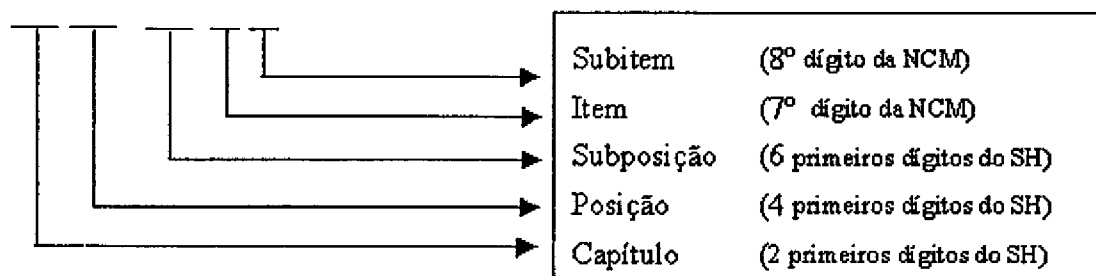 Subitem (8º dígito da NCM)
Item (7º dígito da NCM)
Subposição (6 primeiros dígitos do SH)
Posição (4 primeiros dígitos do SH)
Capítulo (2 primeiros dígitos do SH)